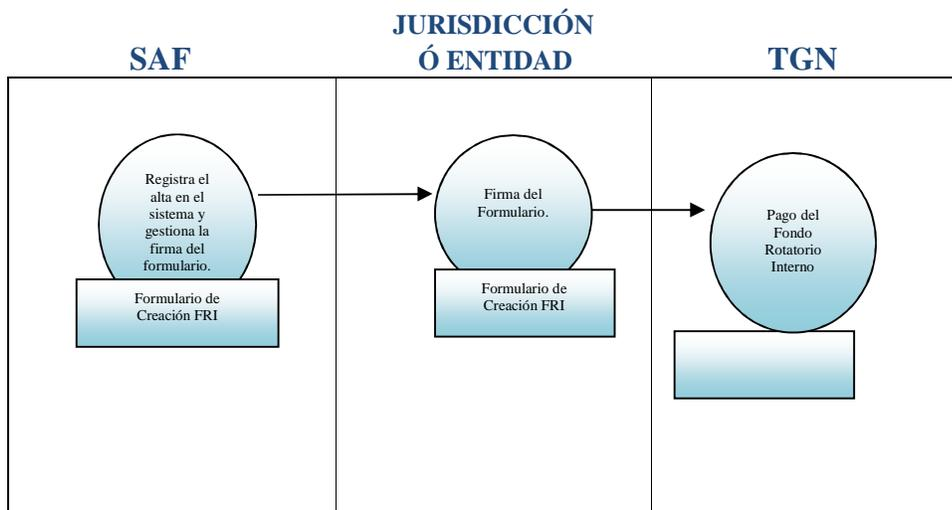 SAF
JURISDICCIÓN
Ó ENTIDAD
TGN
Registra el
alta en el
sistema y
gestiona la
firma del
formulario.
Formulario de
Creación FRI
Firma del
Formulario.
Formulario de
Creación FRI
Pago del
Fondo
Rotatorio
Interno